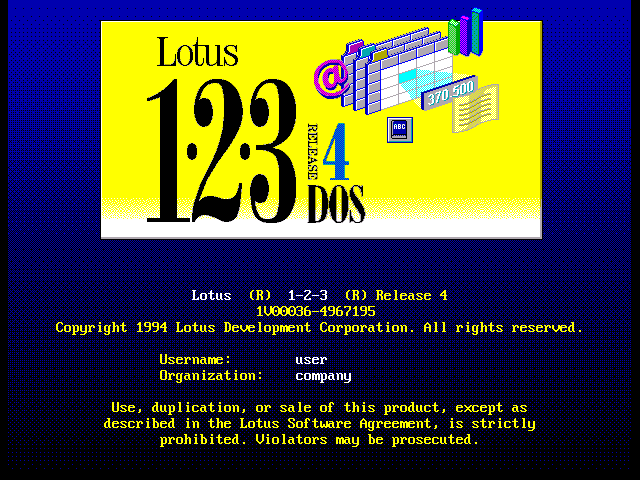 Lotus
1·2·3
RELEASE 4
DOS
@
370,500
ABC
Lotus (R) 1-2-3 (R) Release 4
1V00036-4967195
Copyright 1994 Lotus Development Corporation. All rights reserved.
Username: user
Organization: company
Use, duplication, or sale of this product, except as
described in the Lotus Software Agreement, is strictly
prohibited. Violators may be prosecuted.